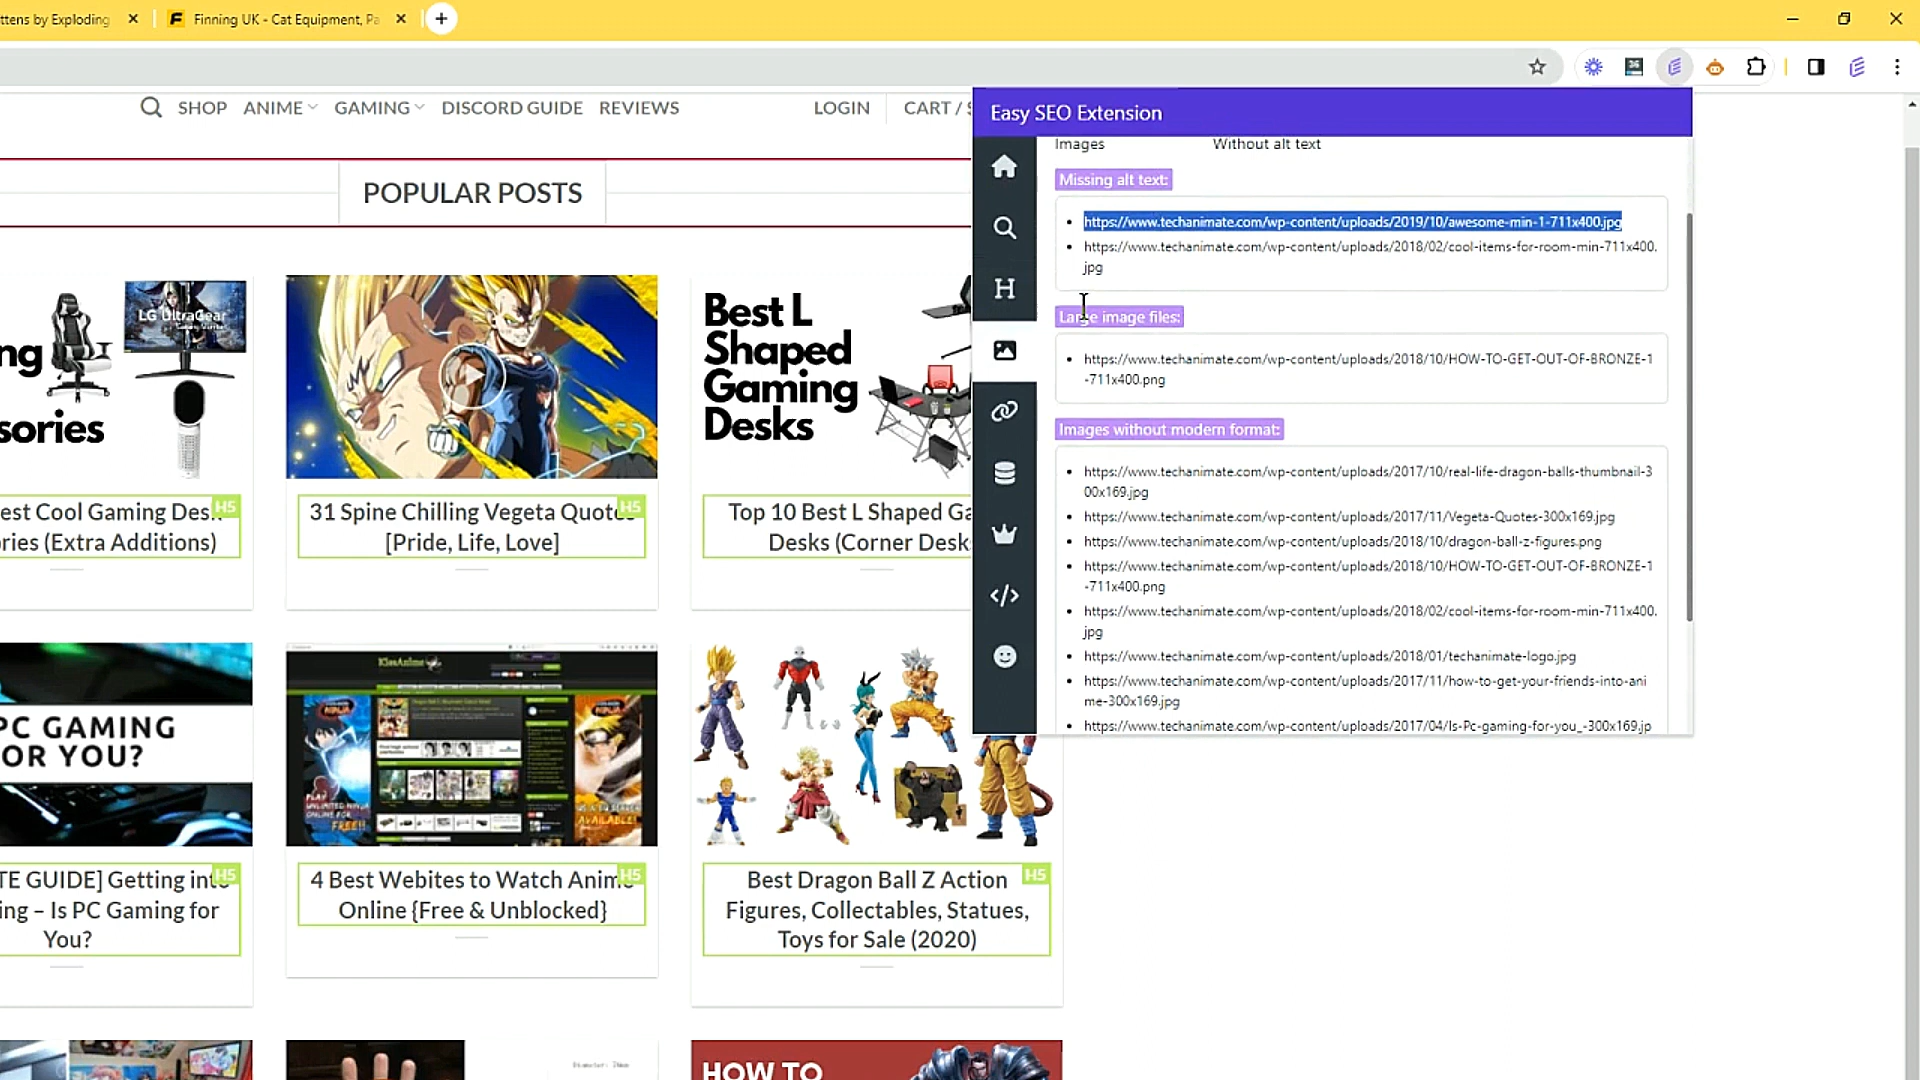 ttens by Exploding
Finning UK - Cat Equipment, Pa
SHOP ANIME GAMING DISCORD GUIDE REVIEWS LOGIN CART /
POPULAR POSTS
ng
sories
LG UltraGear
Best L
Shaped
Gaming
Desks
H5
est Cool Gaming Des
ries (Extra Additions)
H5
31 Spine Chilling Vegeta Quote
[Pride, Life, Love]
Top 10 Best L Shaped Ga
Desks (Corner Desk
PC GAMING
OR YOU?
KissAnime
H5
TE GUIDE] Getting into
ing – Is PC Gaming for
You?
H5
4 Best Webites to Watch Anime
Online {Free & Unblocked}
H5
Best Dragon Ball Z Action
Figures, Collectables, Statues,
Toys for Sale (2020)
HOW TO
Easy SEO Extension
Images Without alt text
Missing alt text:
https://www.techanimate.com/wp-content/uploads/2019/10/awesome-min-1-711x400.jpg
https://www.techanimate.com/wp-content/uploads/2018/02/cool-items-for-room-min-711x400.
jpg
Large image files:
https://www.techanimate.com/wp-content/uploads/2018/10/HOW-TO-GET-OUT-OF-BRONZE-1
-711x400.png
Images without modern format:
https://www.techanimate.com/wp-content/uploads/2017/10/real-life-dragon-balls-thumbnail-3
00x169.jpg
https://www.techanimate.com/wp-content/uploads/2017/11/Vegeta-Quotes-300x169.jpg
https://www.techanimate.com/wp-content/uploads/2018/10/dragon-ball-z-figures.png
https://www.techanimate.com/wp-content/uploads/2018/10/HOW-TO-GET-OUT-OF-BRONZE-1
-711x400.png
https://www.techanimate.com/wp-content/uploads/2018/02/cool-items-for-room-min-711x400.
jpg
https://www.techanimate.com/wp-content/uploads/2018/01/techanimate-logo.jpg
https://www.techanimate.com/wp-content/uploads/2017/11/how-to-get-your-friends-into-ani
me-300x169.jpg
https://www.techanimate.com/wp-content/uploads/2017/04/Is-Pc-gaming-for-you_-300x169.jp